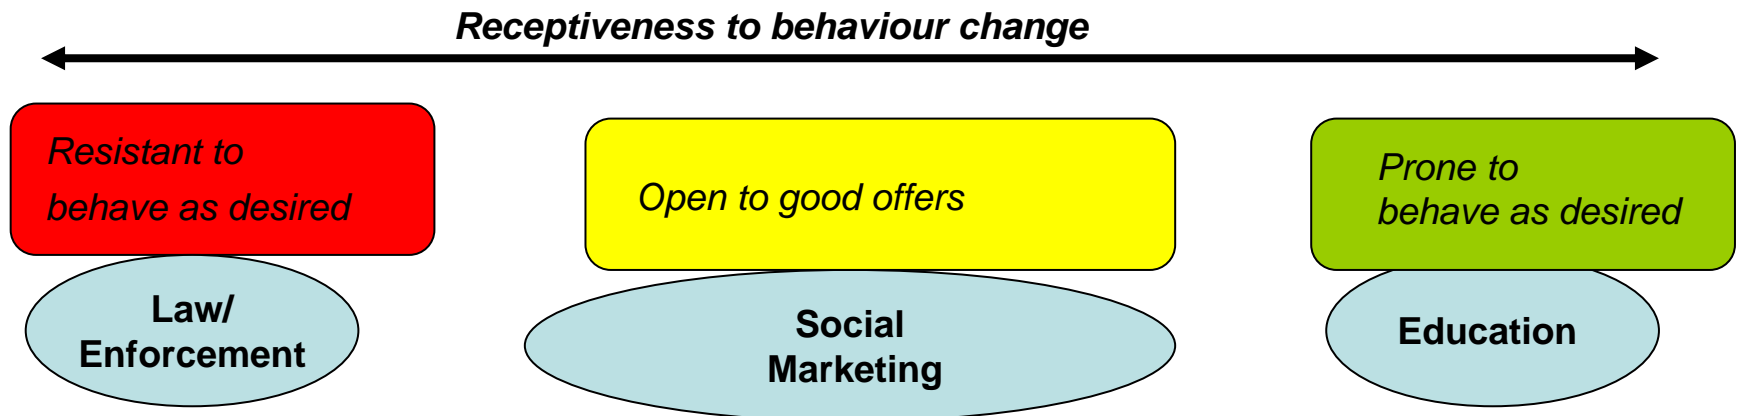 Receptiveness to behaviour change
Resistant to
behave as desired
Open to good offers
Prone to
behave as desired
Law/
Enforcement
Social
Marketing
Education